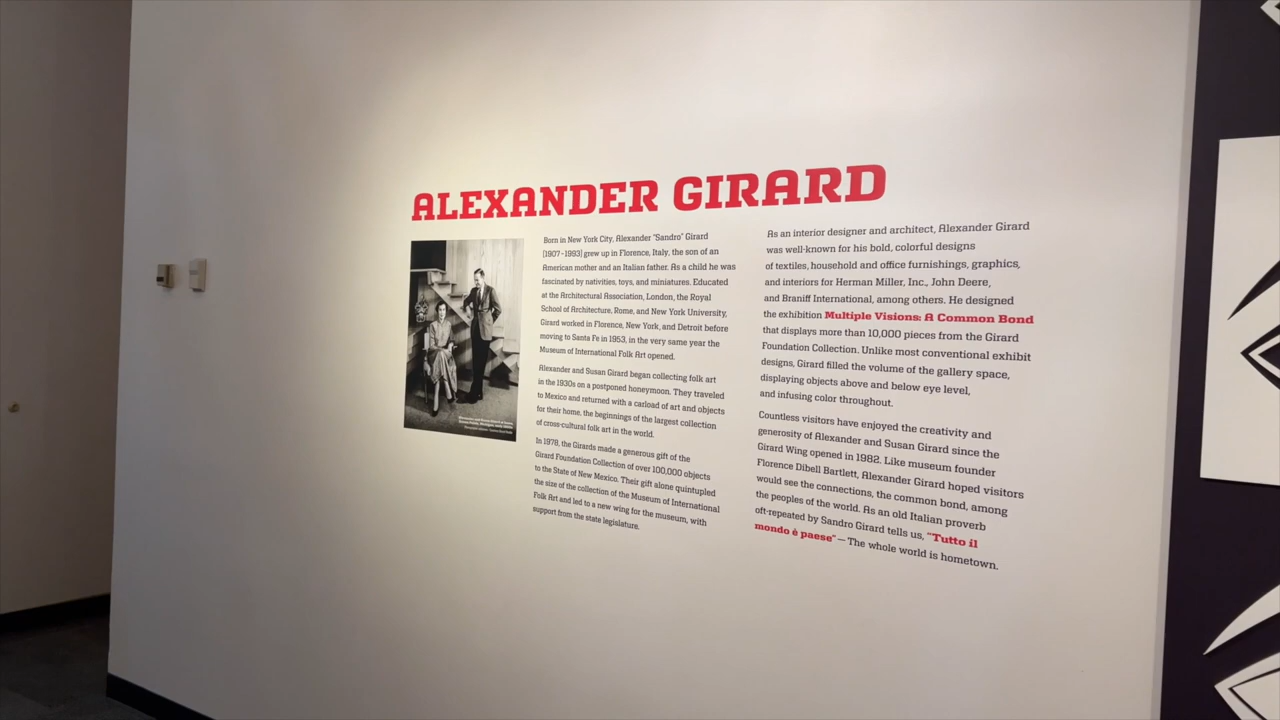 ALEXANDER GIRARD
Born in New York City, Alexander "Sandro" Girard
(1907–1993) grew up in Florence, Italy, the son of an
American mother and an Italian father. As a child he was
fascinated by nativities, toys, and miniatures. Educated
at the Architectural Association, London, the Royal
School of Architecture, Rome, and New York University,
Girard worked in Florence, New York, and Detroit before
moving to Santa Fe in 1953, in the very same year the
Museum of International Folk Art opened.
Alexander and Susan Girard began collecting folk art
in the 1930s on a postponed honeymoon. They traveled
to Mexico and returned with a carload of art and objects
for their home, the beginnings of the largest collection
of cross-cultural folk art in the world.
In 1978, the Girards made a generous gift of the
Girard Foundation Collection of over 100,000 objects
to the State of New Mexico. Their gift alone quintupled
the size of the collection of the Museum of International
Folk Art and led to a new wing for the museum, with
support from the state legislature.
As an interior designer and architect, Alexander Girard
was well-known for his bold, colorful designs
of textiles, household and office furnishings, graphics,
and interiors for Herman Miller, Inc., John Deere,
and Braniff International, among others. He designed
the exhibition Multiple Visions: A Common Bond
that displays more than 10,000 pieces from the Girard
Foundation Collection. Unlike most conventional exhibit
designs, Girard filled the volume of the gallery space,
displaying objects above and below eye level,
and infusing color throughout.
Countless visitors have enjoyed the creativity and
generosity of Alexander and Susan Girard since the
Girard Wing opened in 1982. Like museum founder
Florence Dibell Bartlett, Alexander Girard hoped visitors
would see the connections, the common bond, among
the peoples of the world. As an old Italian proverb
oft-repeated by Sandro Girard tells us, "Tutto il
mondo è paese" — The whole world is hometown.